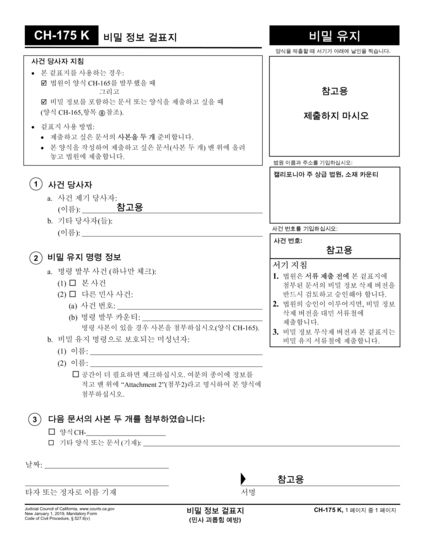 CH-175 K 비밀 정보 겉표지
비밀 유지
양식을 제출할 때 서기가 아래에 날인을 찍습니다.
사건 당사자 지침
• 본 겉표지를 사용하는 경우:
☑ 법원이 양식 CH-165를 발부했을 때
그리고
☑ 비밀 정보를 포함하는 문서 또는 양식을 제출하고 싶을 때
(양식 CH-165,항목 ⑧참조).
• 겉표지 사용 방법:
• 제출하고 싶은 문서의 사본을 두 개 준비합니다.
• 본 양식을 작성하여 제출하고 싶은 문서(사본 두 개) 맨 위에 올려
놓고 법원에 제출합니다.
참고용
제출하지 마시오
법원 이름과 주소를 기입하십시오:
캘리포니아 주 상급 법원, 소재 카운티
사건 번호를 기입하십시오:
사건 번호:
참고용
1 사건 당사자
a. 사건 제기 당사자:
(이름): 참고용
b. 기타 당사자(들):
(이름):
2 비밀 유지 명령 정보
a. 명령 발부 사건 (하나만 체크):
(1) ☐ 본 사건
(2) ☐ 다른 민사 사건:
(a) 사건 번호:
(b) 명령 발부 카운티:
명령 사본이 있을 경우 사본을 첨부하십시오(양식 CH-165).
b. 비밀 유지 명령으로 보호되는 미성년자:
(1) 이름:
(2) 이름:
☐ 공간이 더 필요하면 체크하십시오. 여분의 종이에 정보를
적고 맨 위에 “Attachment 2”(첨부2)라고 명시하여 본 양식에
첨부하십시오.
서기 지침
1. 법원은 서류 제출 전에 본 겉표지에
첨부된 문서의 비밀 정보 삭제 버전을
반드시 검토하고 승인해야 합니다.
2. 법원의 승인이 이루어지면, 비밀 정보
삭제 버전을 대민 서류철에
제출합니다.
3. 비밀 정보 무삭제 버전과 본 겉표지는
비밀 유지 서류철에 제출합니다.
3 다음 문서의 사본 두 개를 첨부하였습니다:
☐ 양식 CH-
☐ 기타 양식 또는 문서(기재):
날짜:
참고용
타자 또는 정자로 이름 기재
서명
Judicial Council of California, www.courts.ca.gov
New January 1, 2019, Mandatory Form
Code of Civil Procedure, § 527.6(v)
비밀 정보 겉표지
(민사 괴롭힘 예방)
CH-175 K, 1 페이지 중 1 페이지